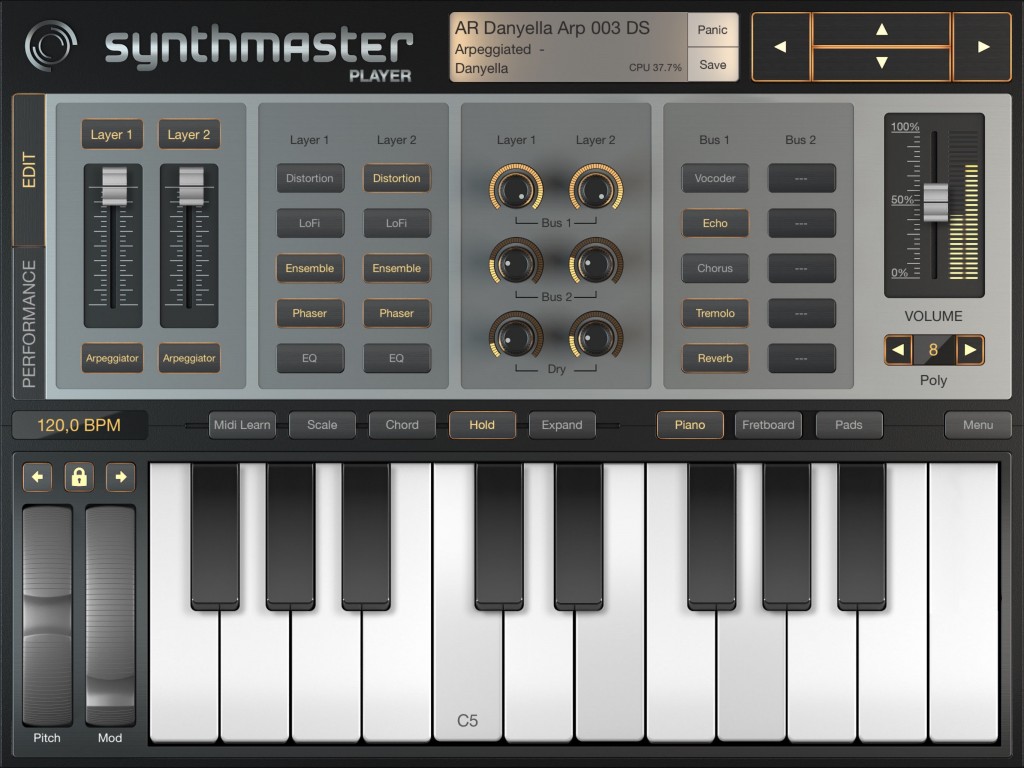 synthmaster
PLAYER
AR Danyella Arp 003 DS
Arpeggiated -
Danyella
CPU 37.7%
Panic
Save
EDIT
PERFORMANCE
Layer 1 Layer 2
Arpeggiator Arpeggiator
Layer 1 Layer 2
Distortion Distortion
LoFi LoFi
Ensemble Ensemble
Phaser Phaser
EQ EQ
Layer 1 Layer 2
Bus 1
Bus 2
Dry
Bus 1 Bus 2
Vocoder ---
Echo ---
Chorus ---
Tremolo ---
Reverb ---
100%
50%
0%
VOLUME
8
Poly
120,0 BPM
Midi Learn Scale Chord Hold Expand Piano Fretboard Pads Menu
C5
Pitch Mod